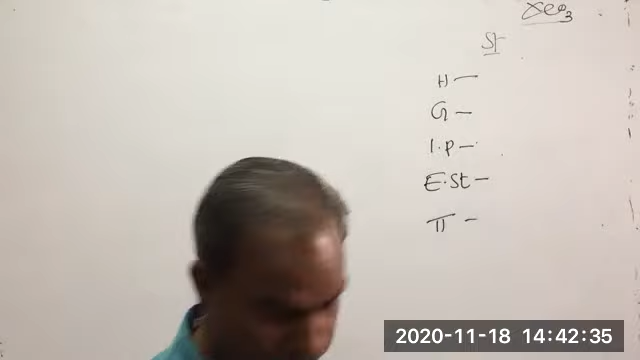 XeO3
St
H —
G —
I.P —
E.St —
π -
2020-11-18 14:42:35